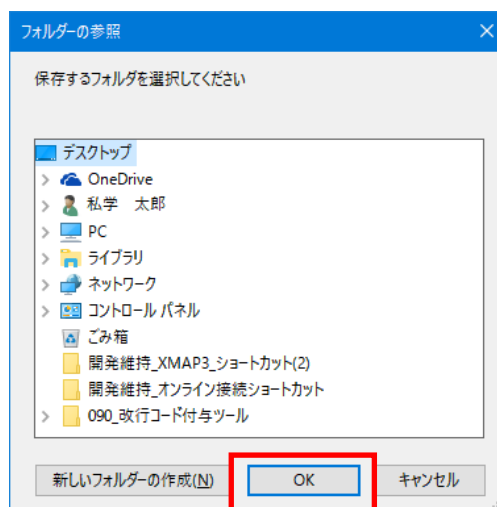 フォルダーの参照
保存するフォルダを選択してください
デスクトップ
OneDrive
私学　太郎
PC
ライブラリ
ネットワーク
コントロール パネル
ごみ箱
開発維持_XMAP3_ショートカット(2)
開発維持_オンライン接続ショートカット
090_改行コード付与ツール
新しいフォルダーの作成(N) OK キャンセル